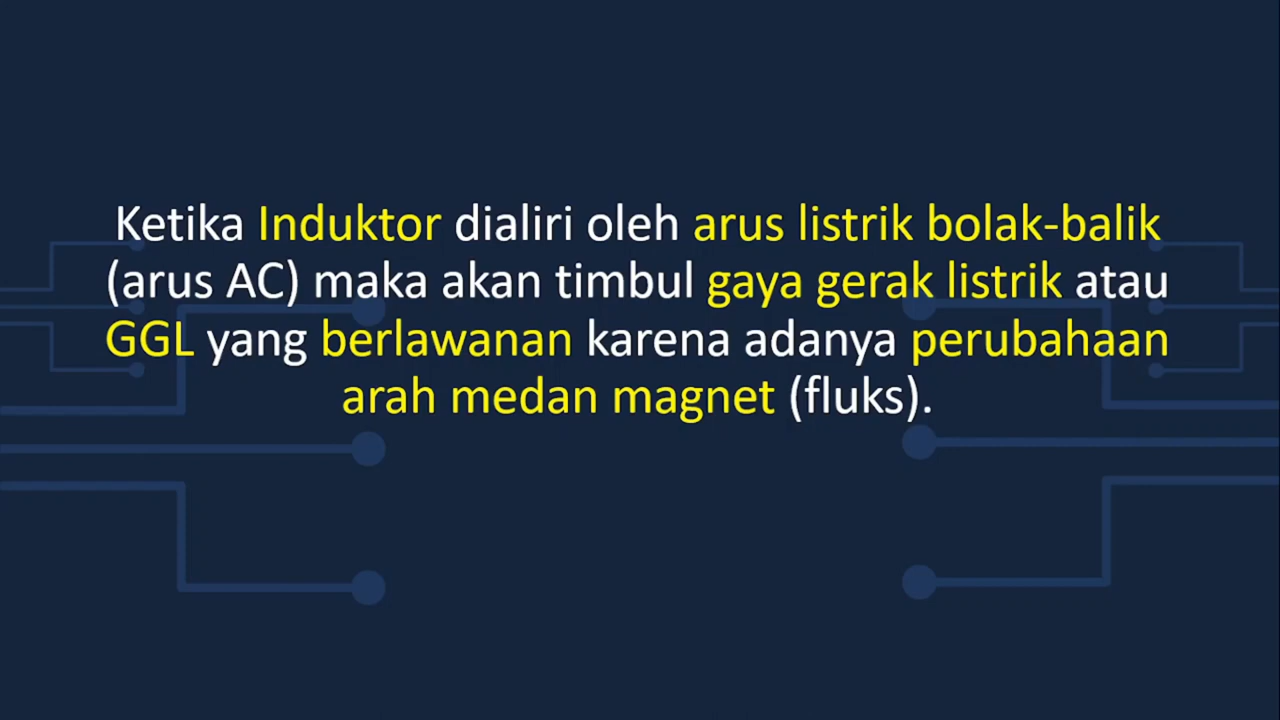 Ketika Induktor dialiri oleh arus listrik bolak-balik
(arus AC) maka akan timbul gaya gerak listrik atau
GGL yang berlawanan karena adanya perubahaan
arah medan magnet (fluks).